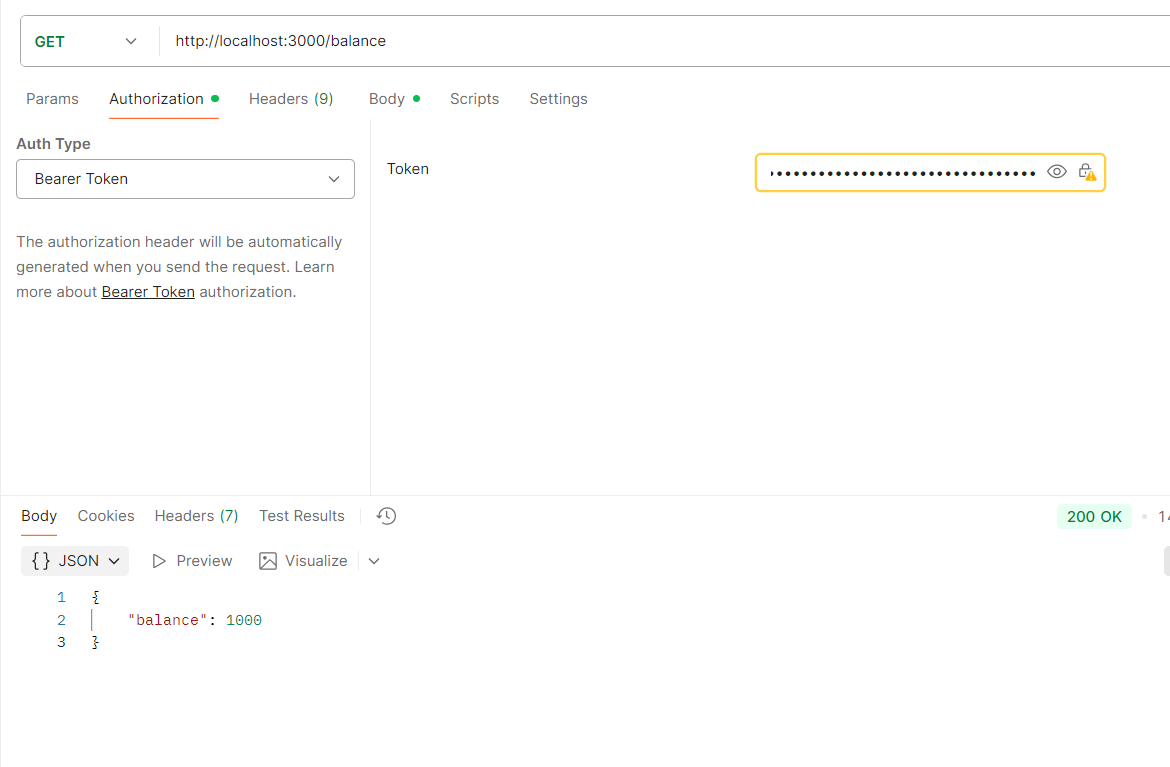 GET http://localhost:3000/balance
Params Authorization Headers (9) Body Scripts Settings
Auth Type
Bearer Token
Token
The authorization header will be automatically
generated when you send the request. Learn
more about Bearer Token authorization.
Body Cookies Headers (7) Test Results 200 OK
{} JSON Preview Visualize
1 {
2 "balance": 1000
3 }